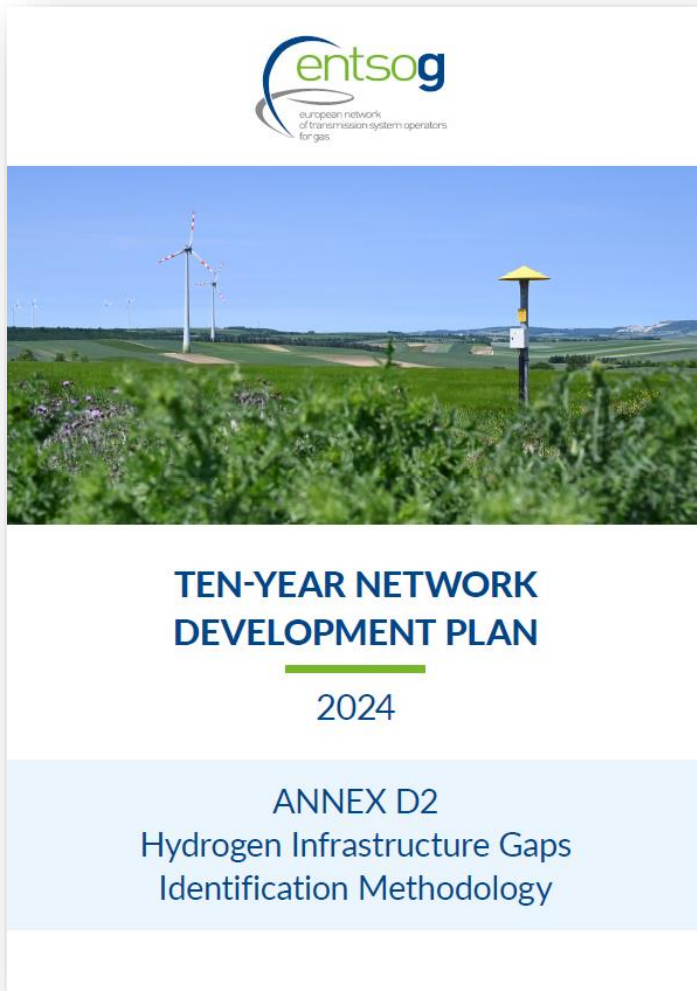 entsog
european network
of transmission system operators
for gas
TEN-YEAR NETWORK
DEVELOPMENT PLAN
2024
ANNEX D2
Hydrogen Infrastructure Gaps
Identification Methodology